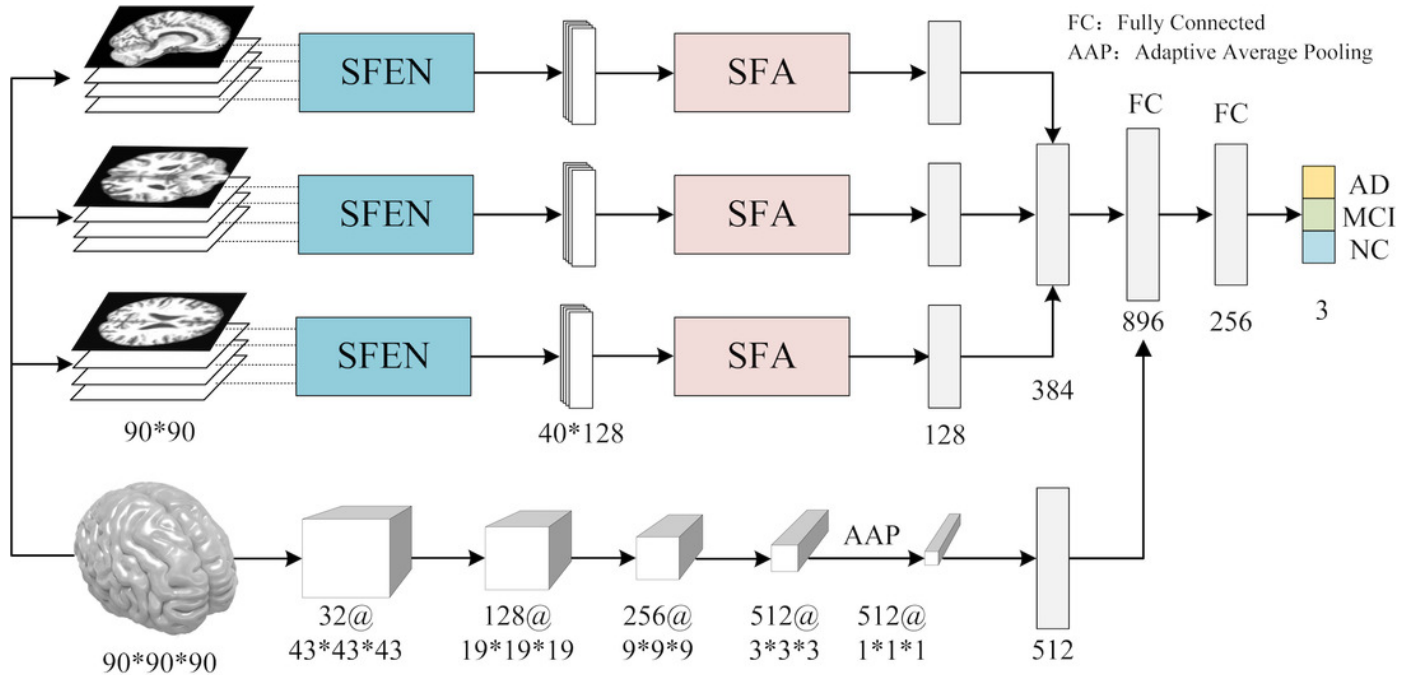 FC：Fully Connected
AAP：Adaptive Average Pooling
SFEN
SFA
FC
FC
SFEN
SFA
AD
MCI
NC
SFEN
SFA
896
256
3
384
90*90
40*128
128
AAP
32@
43*43*43
128@
19*19*19
256@
9*9*9
512@
3*3*3
512@
1*1*1
512
90*90*90